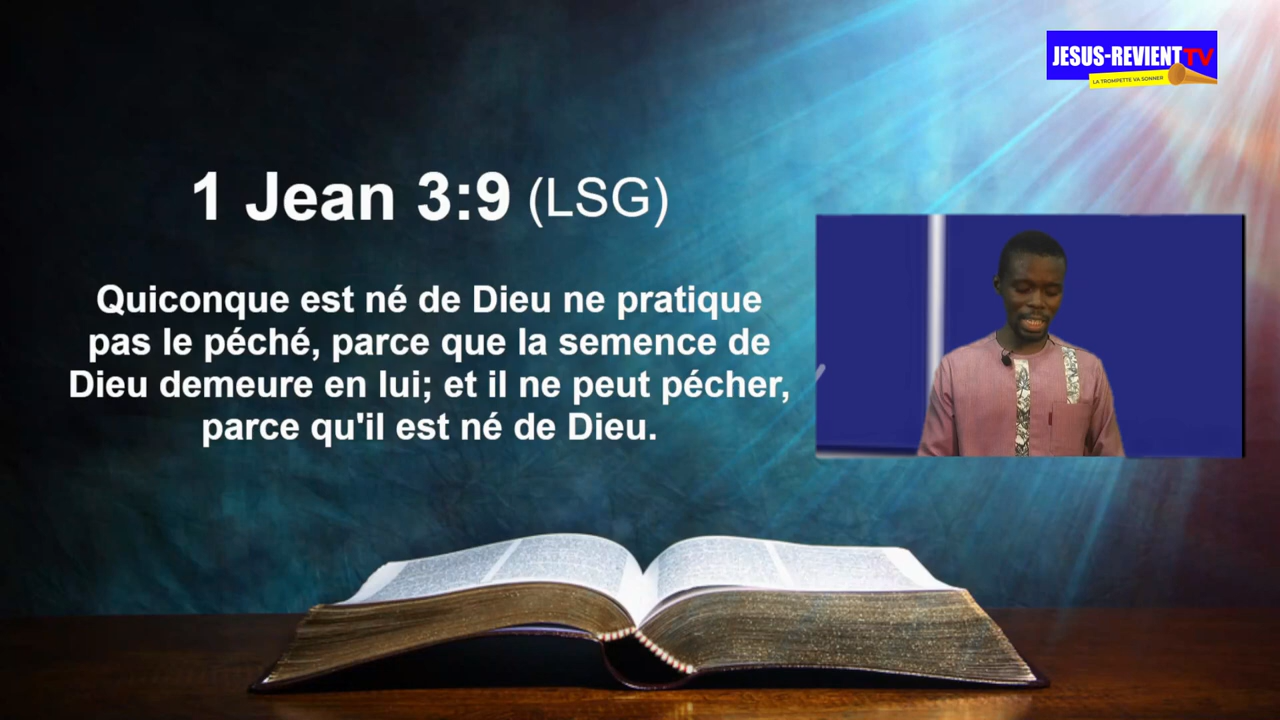 JESUS-REVIENT TV
LA TROMPETTE VA SONNER
1 Jean 3:9 (LSG)
Quiconque est né de Dieu ne pratique
pas le péché, parce que la semence de
Dieu demeure en lui; et il ne peut pécher,
parce qu'il est né de Dieu.